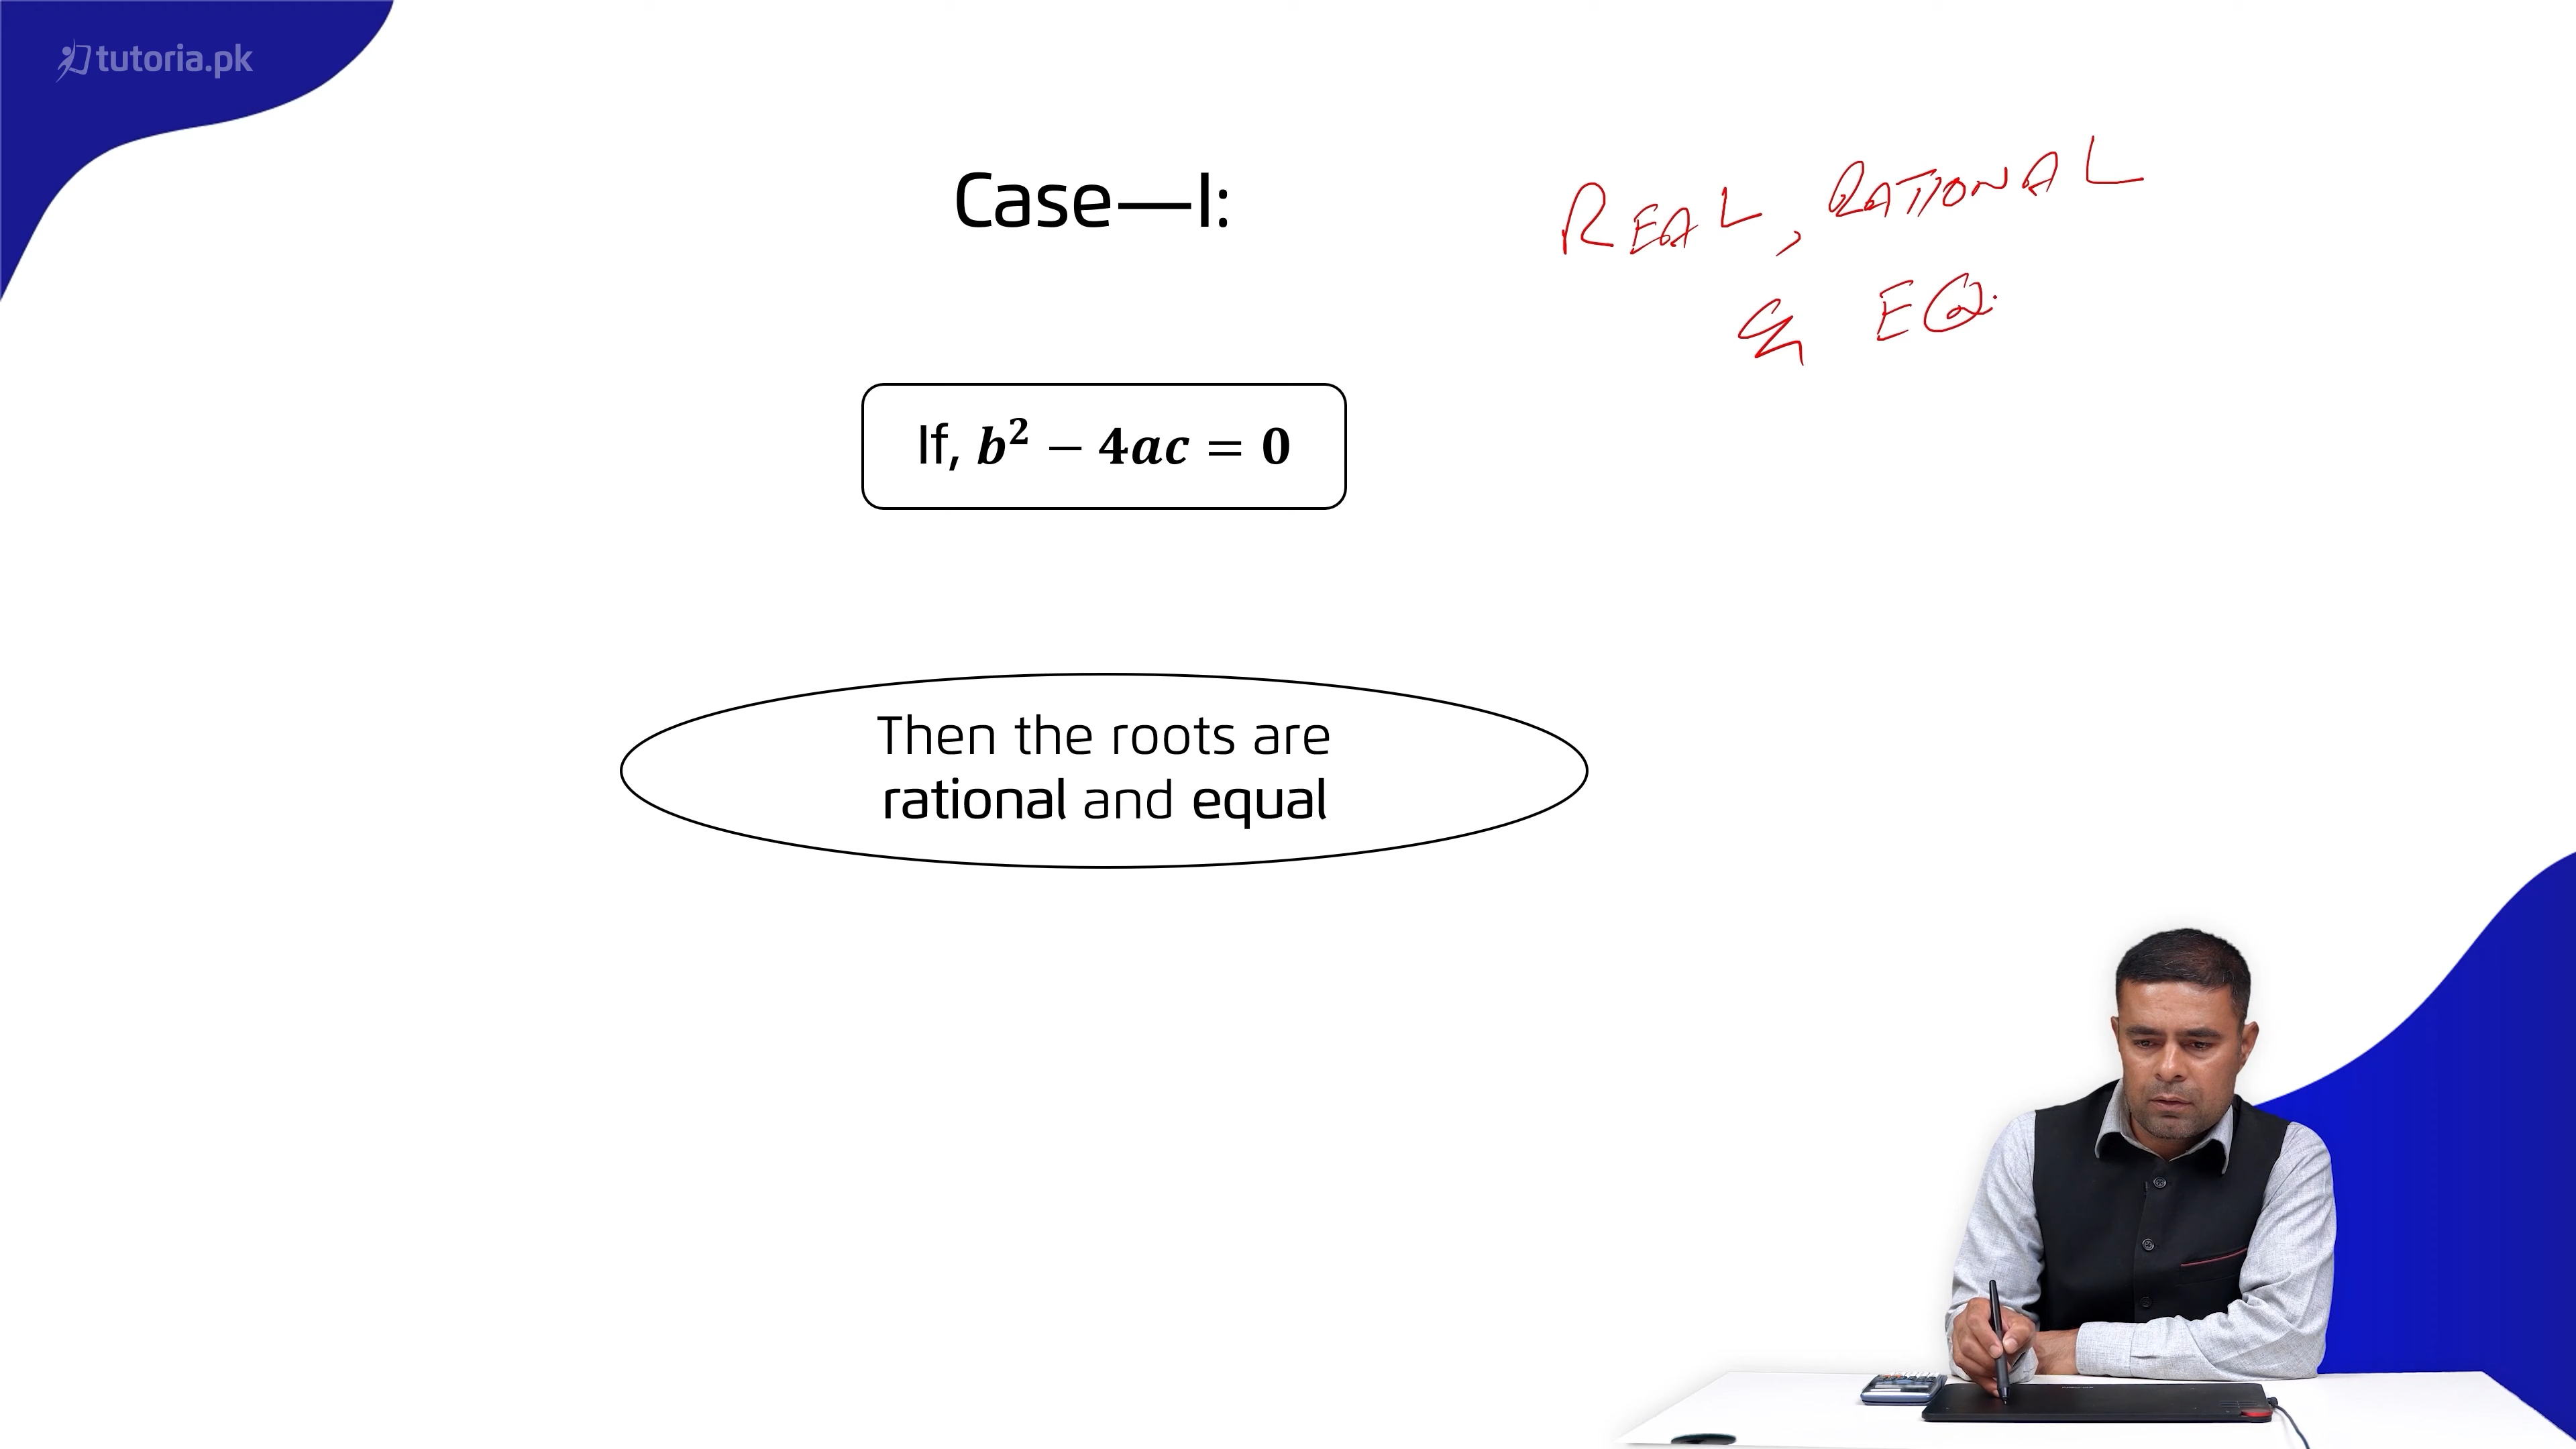 tutoria.pk
Case—I:
REAL, RATIONAL
& EQ.
If, b² − 4ac = 0
Then the roots are
rational and equal